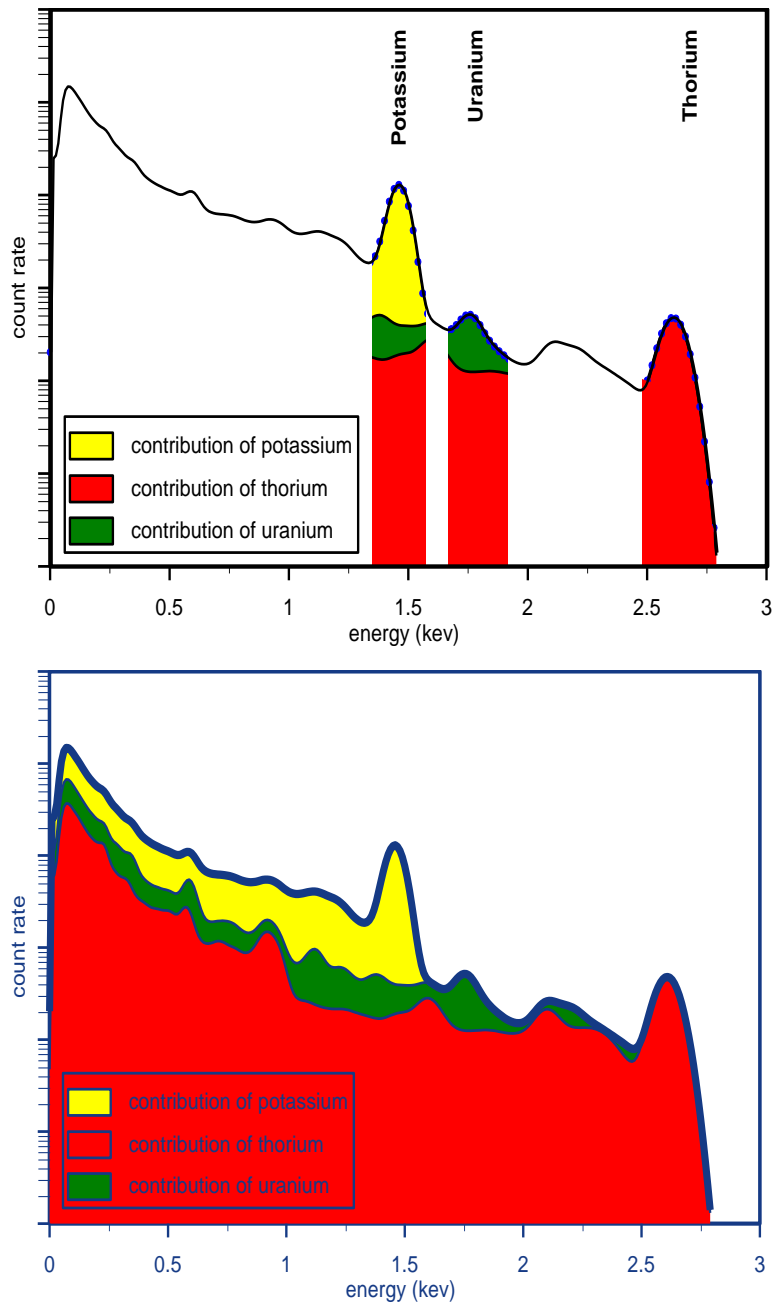 Potassium
Uranium
Thorium
count rate
contribution of potassium
contribution of thorium
contribution of uranium
0 0.5 1 1.5 2 2.5 3
energy (kev)
count rate
contribution of potassium
contribution of thorium
contribution of uranium
0 0.5 1 1.5 2 2.5 3
energy (kev)